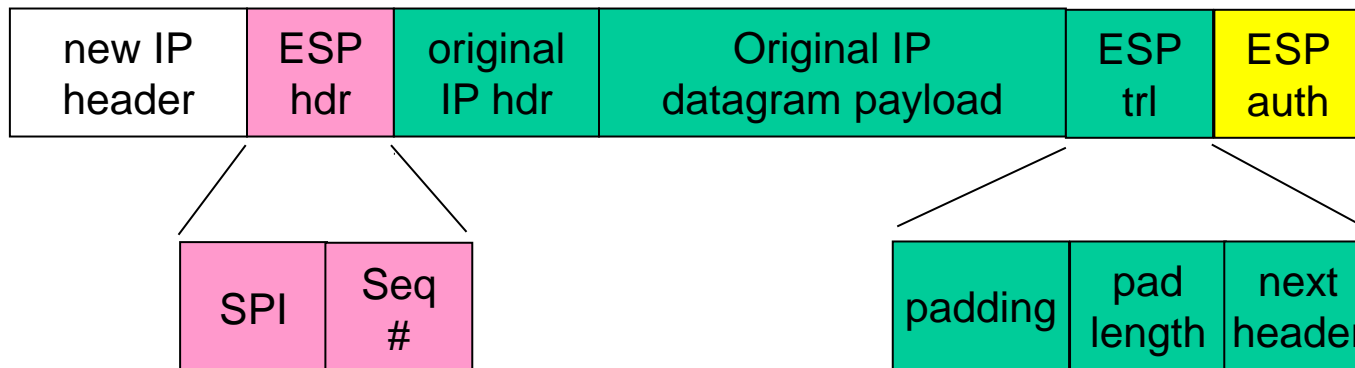 new IP
header
ESP
hdr
original
IP hdr
Original IP
datagram payload
ESP
trl
ESP
auth
SPI
Seq
#
padding
pad
length
next
header